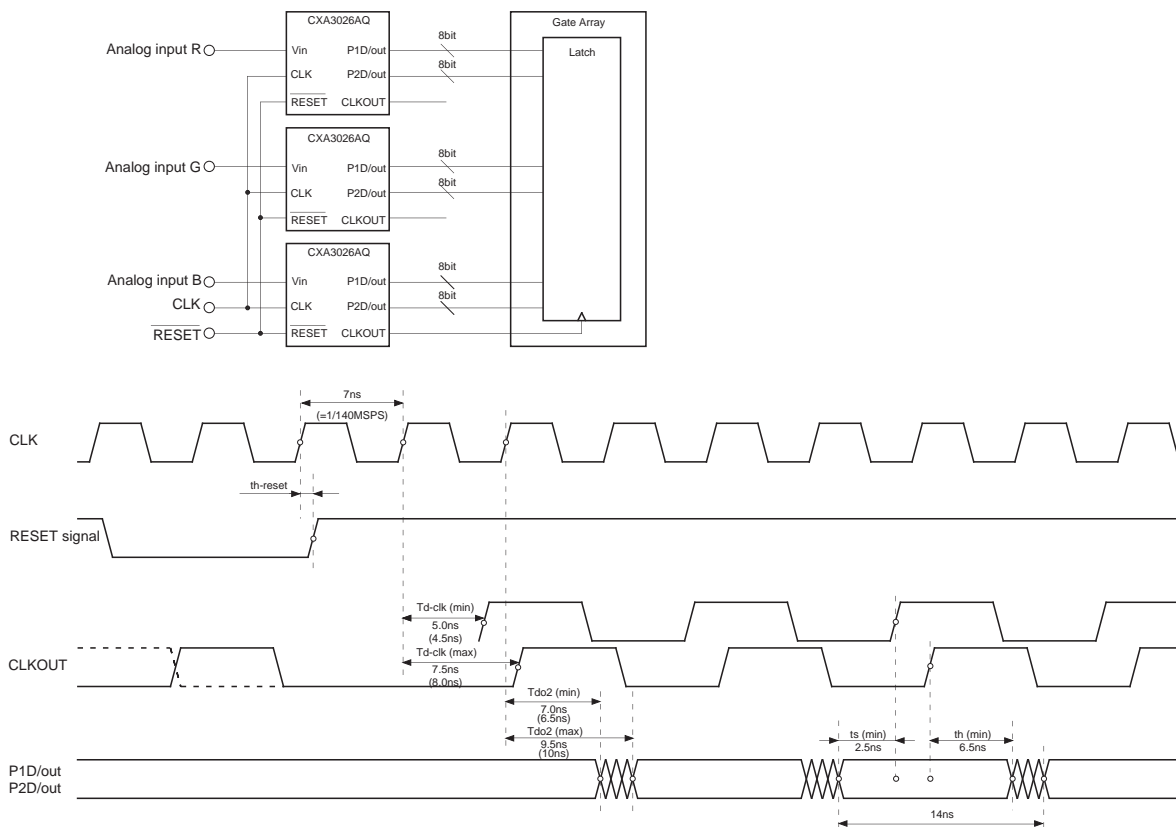 CXA3026AQ
Gate Array
Analog input R
Vin
P1D/out
8bit
Latch
CLK
P2D/out
8bit
RESET
CLKOUT
CXA3026AQ
Analog input G
Vin
P1D/out
8bit
CLK
P2D/out
8bit
RESET
CLKOUT
CXA3026AQ
Analog input B
Vin
P1D/out
8bit
CLK
CLK
P2D/out
8bit
RESET
RESET
CLKOUT
7ns
(=1/140MSPS)
CLK
th-reset
RESET signal
Td-clk (min)
5.0ns
(4.5ns)
CLKOUT
Td-clk (max)
7.5ns
(8.0ns)
Tdo2 (min)
7.0ns
(6.5ns)
Tdo2 (max)
9.5ns
(10ns)
ts (min)
2.5ns
th (min)
6.5ns
P1D/out
P2D/out
14ns